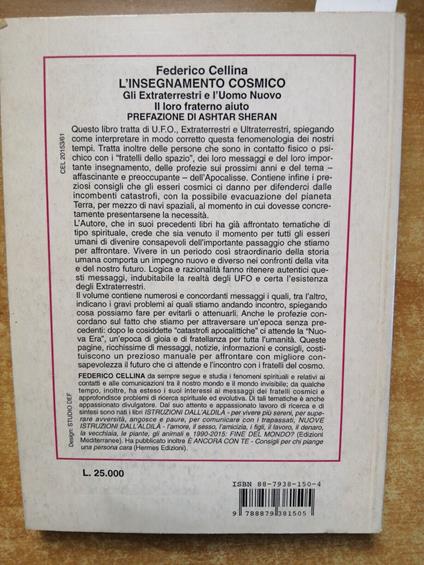 Federico Cellina
L'INSEGNAMENTO COSMICO
Gli Extraterrestri e l'Uomo Nuovo
Il loro fraterno aiuto
PREFAZIONE DI ASHTAR SHERAN
Questo libro tratta di U.F.O., Extraterrestri e Ultraterrestri, spiegando
come interpretare in modo corretto questa fenomenologia dei nostri
tempi. Tratta inoltre delle persone che sono in contatto fisico o psi-
chico con i "fratelli dello spazio", dei loro messaggi e del loro impor-
tante insegnamento, delle profezie sui prossimi anni e del tema –
affascinante e preoccupante – dell'Apocalisse. Contiene infine i pre-
ziosi consigli che gli esseri cosmici ci danno per difenderci dalle
incombenti catastrofi, con la possibile evacuazione del pianeta
Terra, per mezzo di navi spaziali, al momento in cui dovesse concre-
tamente presentarsene la necessità.
L'Autore, che in suoi precedenti libri ha già affrontato tematiche di
tipo spirituale, crede che sia venuto il momento per tutti gli esseri
umani di divenire consapevoli dell'importante passaggio che stiamo
per affrontare. Vivere in un periodo così straordinario della storia
umana comporta un impegno nuovo e diverso nei confronti della vita
e del nostro futuro. Logica e razionalità fanno ritenere autentici que-
sti messaggi, indubitabile la realtà degli UFO e certa l'esistenza
degli Extraterrestri.
Il volume contiene numerosi e concordanti messaggi i quali, tra l'altro,
indicano i gravi problemi ai quali stiamo andando incontro, spiegando
cosa possiamo fare per evitarli o attenuarli. Anche le profezie concor-
dano sul fatto che stiamo per attraversare un'epoca senza prece-
denti: dopo le cosiddette "catastrofi apocalittiche" ci attende la "Nuo-
va Era", un'epoca di gioia e di fratellanza per tutta l'umanità. Queste
pagine, ricchissime di messaggi, notizie, informazioni e consigli, costi-
tuiscono un prezioso manuale per affrontare con migliore con-
sapevolezza il futuro che ci attende e l'incontro con i fratelli del cosmo.
FEDERICO CELLINA da sempre segue e studia i fenomeni spirituali e relativi ai
contatti e alle comunicazioni tra il nostro mondo e il mondo invisibile; da qualche
tempo, inoltre, ha esteso i suoi interessi ai messaggi dei fratelli cosmici e
approfondisce problemi di ricerca spirituale ed evolutiva. Di tali tematiche è anche
appassionato divulgatore. Dal suo attento e appassionato lavoro di ricerca e di
sintesi sono nati i libri ISTRUZIONI DALL'ALDILÀ - per vivere più sereni, per supe-
rare avversità, angosce e paure, per comunicare con i trapassati, NUOVE
ISTRUZIONI DALL'ALDILÀ - l'amore, il sesso, l'amicizia, i figli, il lavoro, il denaro,
la vecchiaia, le piante, gli animali e 1990-2015: FINE DEL MONDO? (Edizioni
Mediterranee). Ha pubblicato inoltre È ANCORA CON TE - Consigli per chi piange
una persona cara (Hermes Edizioni).
CEL 20153/61
Design: STUDIO DEF
L. 25.000
ISBN 88-7938-150-4
9 788879 381505